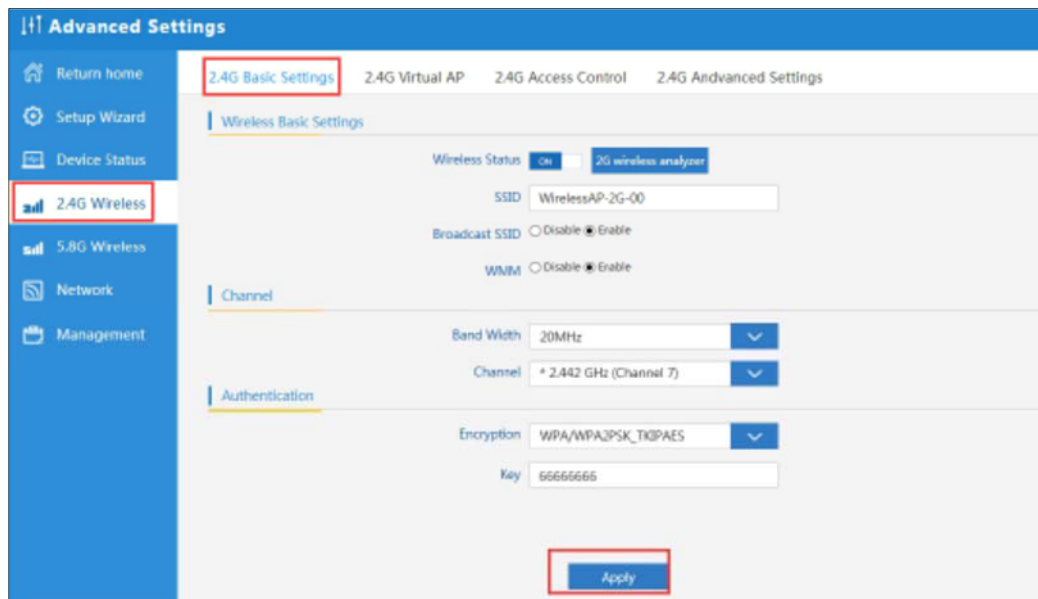 Advanced Settings
Return home
Setup Wizard
Device Status
2.4G Wireless
5.8G Wireless
Network
Management
2.4G Basic Settings 2.4G Virtual AP 2.4G Access Control 2.4G Andvanced Settings
Wireless Basic Settings
Wireless Status ON 2G wireless analyzer
SSID WirelessAP-2G-00
Broadcast SSID Disable Enable
WMM Disable Enable
Channel
Band Width 20MHz
Channel * 2.442 GHz (Channel 7)
Authentication
Encryption WPA/WPA2PSK_TKIPAES
Key 66666666
Apply